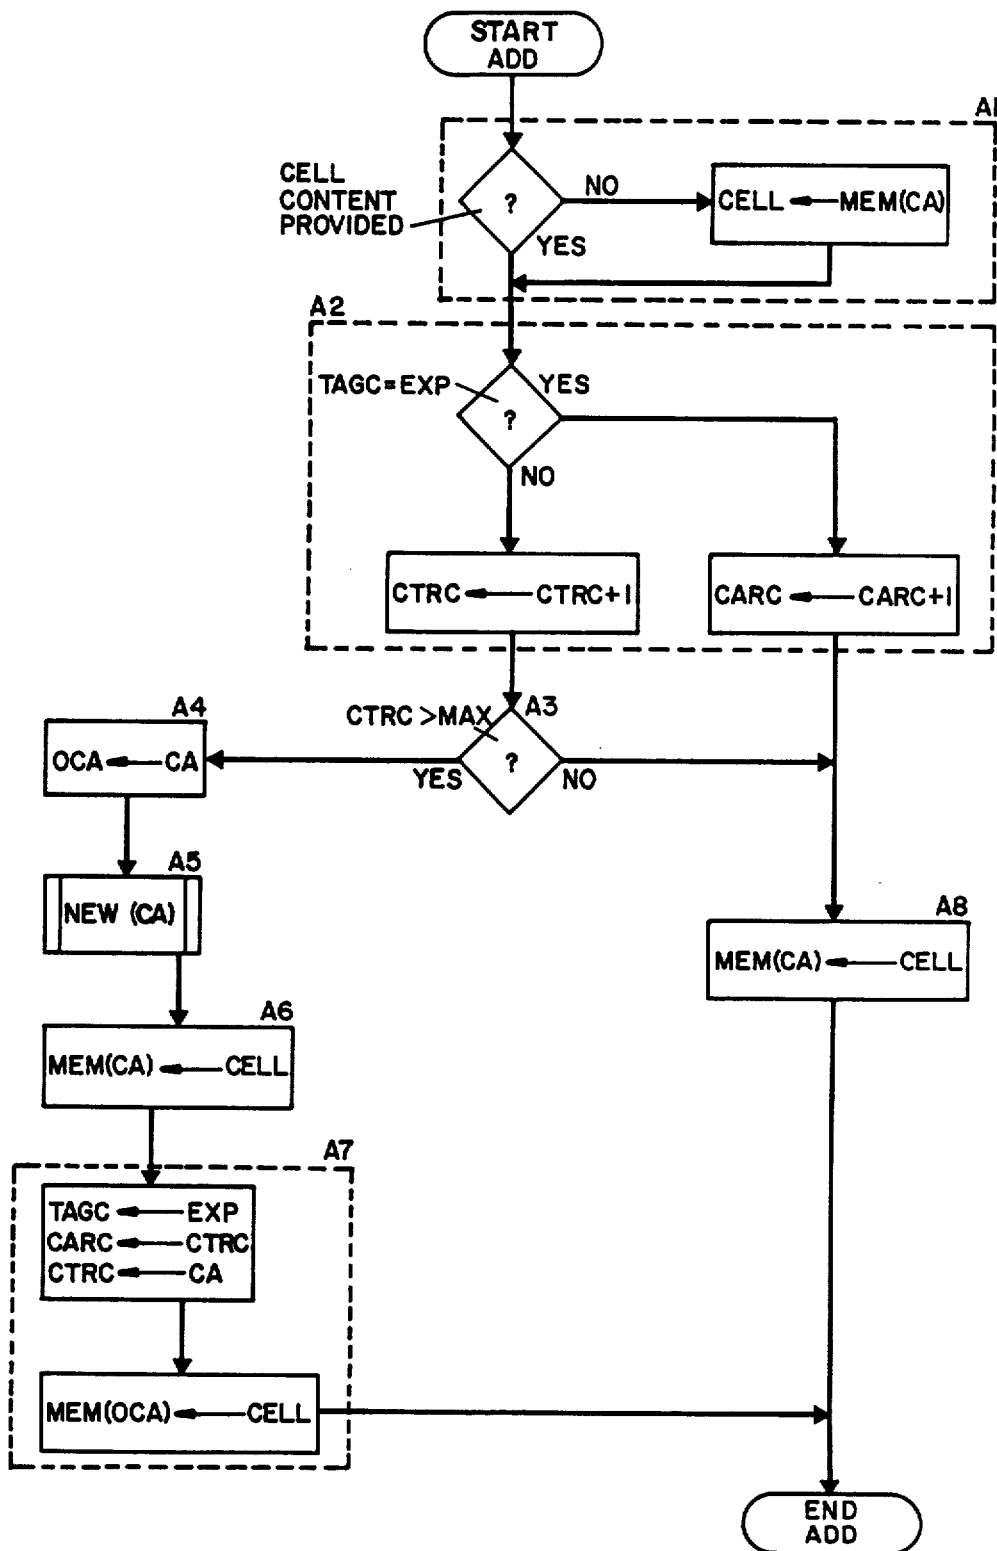 START
ADD
A1
CELL
CONTENT
PROVIDED
?
NO
CELL ← MEM(CA)
YES
A2
TAGC=EXP
YES
?
NO
CTRC ← CTRC+1
CARC ← CARC+1
A3
CTRC >MAX
?
YES
NO
A4
OCA ← CA
A5
NEW (CA)
A8
MEM(CA) ← CELL
A6
MEM(CA) ← CELL
A7
TAGC ← EXP
CARC ← CTRC
CTRC ← CA
MEM(OCA) ← CELL
END
ADD